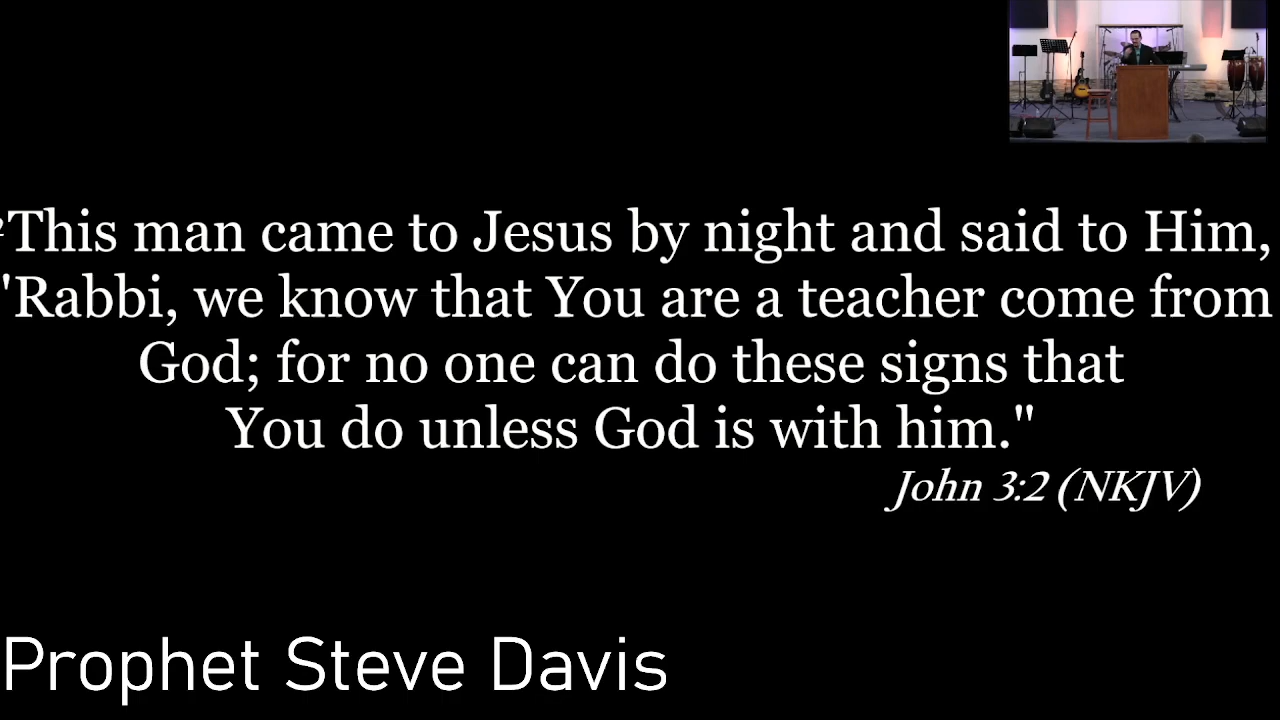 ²This man came to Jesus by night and said to Him,
"Rabbi, we know that You are a teacher come from
God; for no one can do these signs that
You do unless God is with him."
John 3:2 (NKJV)
Prophet Steve Davis